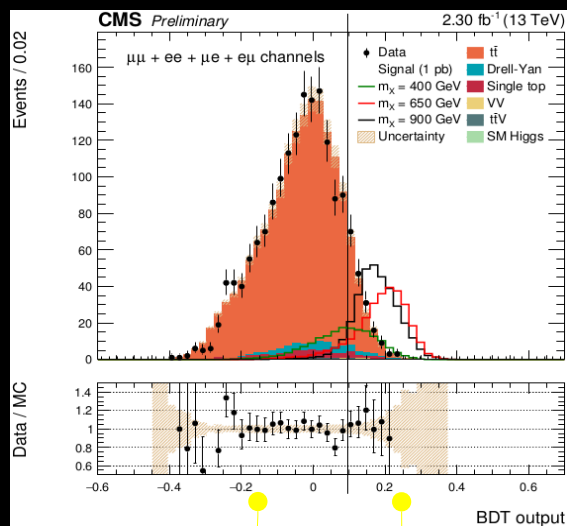 CMS Preliminary 2.30 fb⁻¹ (13 TeV)
Events / 0.02
μμ + ee + μe + eμ channels
Data
Signal (1 pb)
m_X = 400 GeV
m_X = 650 GeV
m_X = 900 GeV
Uncertainty
tt̄
Drell-Yan
Single top
VV
tt̄V
SM Higgs
160
140
120
100
80
60
40
20
0
Data / MC
1.4
1.2
1
0.8
0.6
−0.6 −0.4 −0.2 0 0.2 0.4 0.6
BDT output